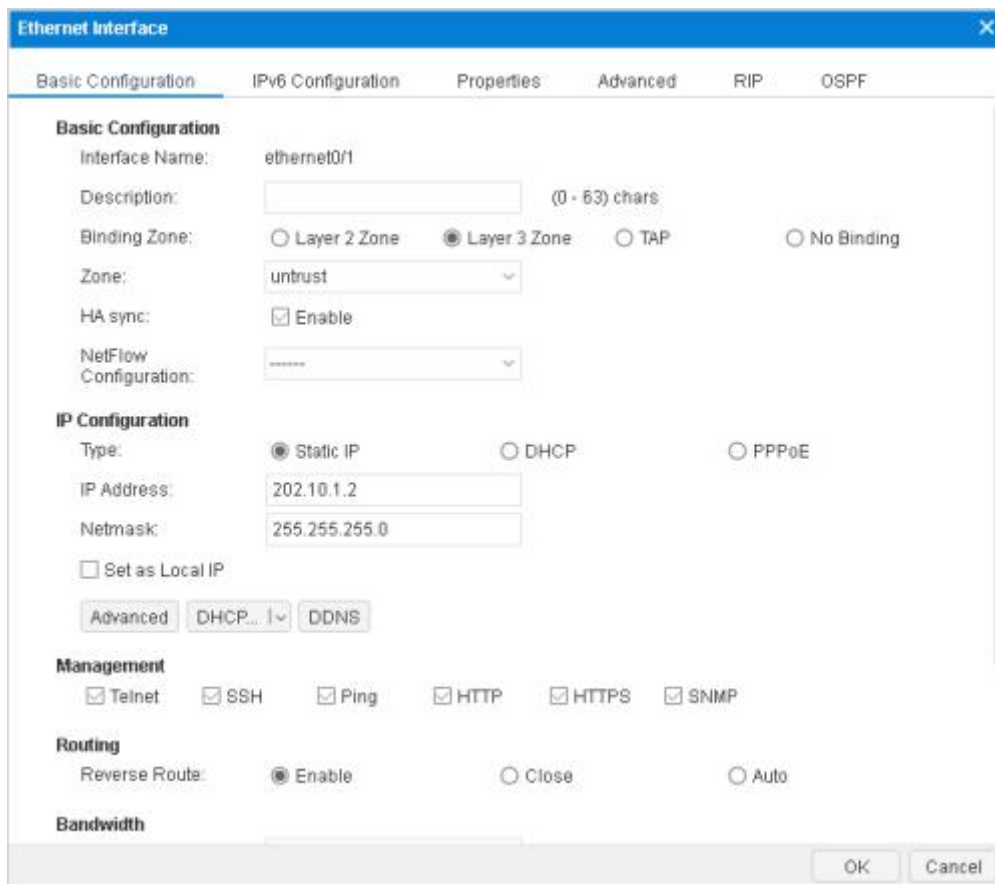 Ethernet Interface
Basic Configuration IPv6 Configuration Properties Advanced RIP OSPF
Basic Configuration
Interface Name: ethernet0/1
Description: (0 - 63) chars
Binding Zone: Layer 2 Zone Layer 3 Zone TAP No Binding
Zone: untrust
HA sync: Enable
NetFlow
Configuration: ------
IP Configuration
Type: Static IP DHCP PPPoE
IP Address: 202.10.1.2
Netmask: 255.255.255.0
Set as Local IP
Advanced DHCP... DDNS
Management
Telnet SSH Ping HTTP HTTPS SNMP
Routing
Reverse Route: Enable Close Auto
Bandwidth
OK Cancel